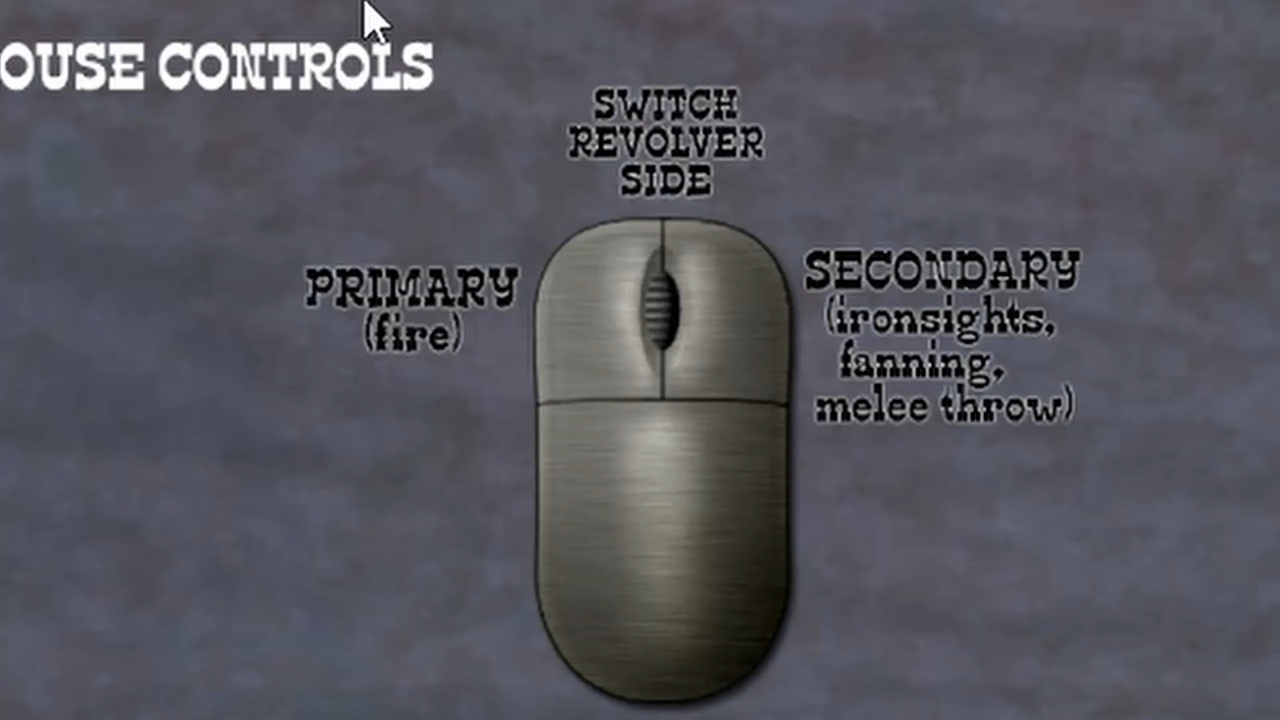 OUSE CONTROLS
SWITCH
REVOLVER
SIDE
PRIMARY
(fire)
SECONDARY
(ironsights,
fanning,
melee throw)